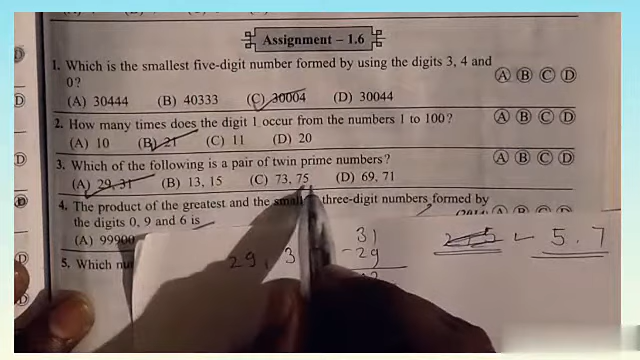 Assignment – 1.6
1. Which is the smallest five-digit number formed by using the digits 3, 4 and
0?
Ⓐ Ⓑ Ⓒ Ⓓ
(A) 30444 (B) 40333 (C) 30004 (D) 30044
2. How many times does the digit 1 occur from the numbers 1 to 100? Ⓐ Ⓑ Ⓒ Ⓓ
(A) 10 (B) 21 (C) 11 (D) 20
3. Which of the following is a pair of twin prime numbers? Ⓐ Ⓑ Ⓒ Ⓓ
(A) 29, 31 (B) 13, 15 (C) 73, 75 (D) 69, 71
4. The product of the greatest and the small three-digit numbers formed by
the digits 0, 9 and 6 is
(A) 99900
5. Which
29, 3
31
- 29
5.7